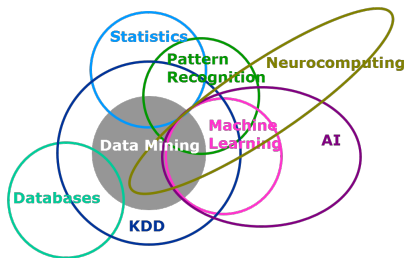 Statistics
Pattern
Recognition
Neurocomputing
Machine
Learning
Data Mining
AI
Databases
KDD